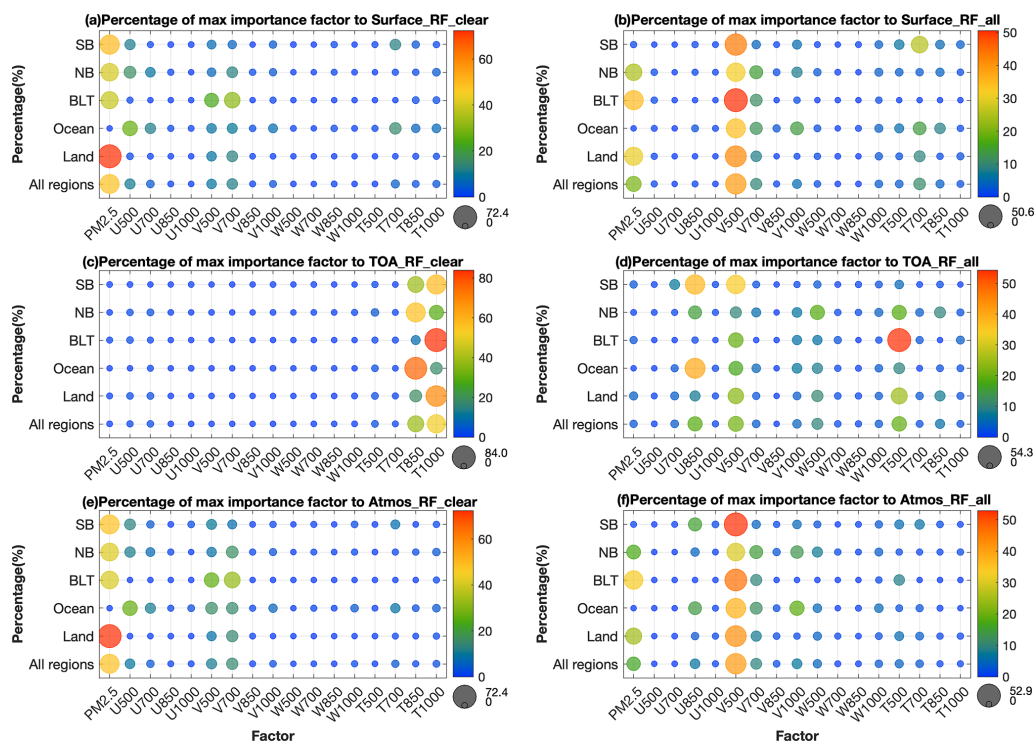 (a)Percentage of max importance factor to Surface_RF_clear
Percentage(%)
SB
NB
BLT
Ocean
Land
All regions
PM2.5 U500 U700 U850 U1000 V500 V700 V850 V1000 W500 W700 W850 W1000 T500 T700 T850 T1000
60
40
20
0
72.4
0
(b)Percentage of max importance factor to Surface_RF_all
Percentage(%)
SB
NB
BLT
Ocean
Land
All regions
PM2.5 U500 U700 U850 U1000 V500 V700 V850 V1000 W500 W700 W850 W1000 T500 T700 T850 T1000
50
40
30
20
10
0
50.6
0
(c)Percentage of max importance factor to TOA_RF_clear
Percentage(%)
SB
NB
BLT
Ocean
Land
All regions
PM2.5 U500 U700 U850 U1000 V500 V700 V850 V1000 W500 W700 W850 W1000 T500 T700 T850 T1000
80
60
40
20
0
84.0
0
(d)Percentage of max importance factor to TOA_RF_all
Percentage(%)
SB
NB
BLT
Ocean
Land
All regions
PM2.5 U500 U700 U850 U1000 V500 V700 V850 V1000 W500 W700 W850 W1000 T500 T700 T850 T1000
50
40
30
20
10
0
54.3
0
(e)Percentage of max importance factor to Atmos_RF_clear
Percentage(%)
SB
NB
BLT
Ocean
Land
All regions
PM2.5 U500 U700 U850 U1000 V500 V700 V850 V1000 W500 W700 W850 W1000 T500 T700 T850 T1000
Factor
60
40
20
0
72.4
0
(f)Percentage of max importance factor to Atmos_RF_all
Percentage(%)
SB
NB
BLT
Ocean
Land
All regions
PM2.5 U500 U700 U850 U1000 V500 V700 V850 V1000 W500 W700 W850 W1000 T500 T700 T850 T1000
Factor
50
40
30
20
10
0
52.9
0